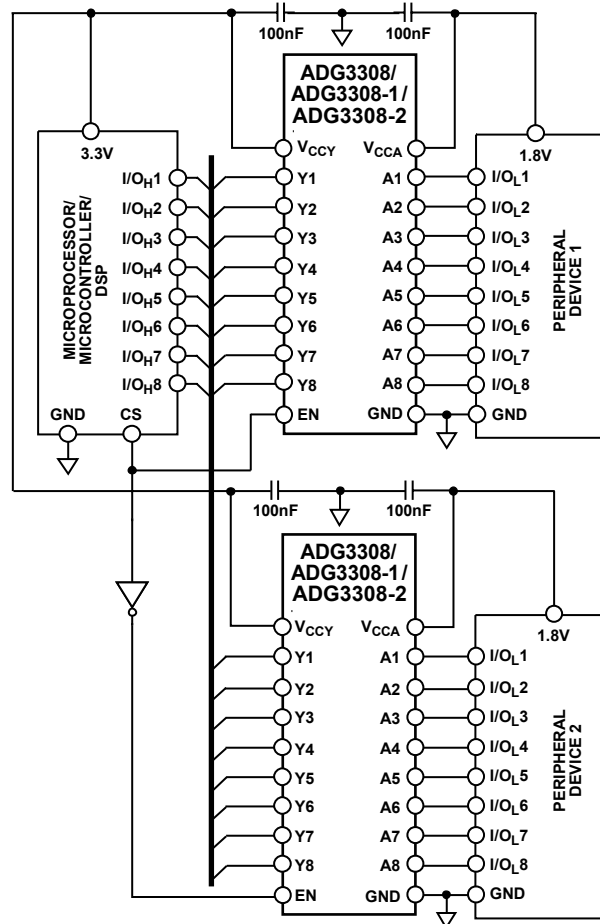 100nF
100nF
ADG3308/
ADG3308-1/
ADG3308-2
3.3V
VCCY
VCCA
1.8V
I/OH1
Y1
A1
I/OL1
I/OH2
Y2
A2
I/OL2
I/OH3
Y3
A3
I/OL3
I/OH4
Y4
A4
I/OL4
I/OH5
Y5
A5
I/OL5
I/OH6
Y6
A6
I/OL6
I/OH7
Y7
A7
I/OL7
I/OH8
Y8
A8
I/OL8
MICROPROCESSOR/
MICROCONTROLLER/
DSP
PERIPHERAL
DEVICE 1
GND
CS
EN
GND
GND
100nF
100nF
ADG3308/
ADG3308-1/
ADG3308-2
VCCY
VCCA
1.8V
Y1
A1
I/OL1
Y2
A2
I/OL2
Y3
A3
I/OL3
Y4
A4
I/OL4
Y5
A5
I/OL5
Y6
A6
I/OL6
Y7
A7
I/OL7
Y8
A8
I/OL8
PERIPHERAL
DEVICE 2
EN
GND
GND